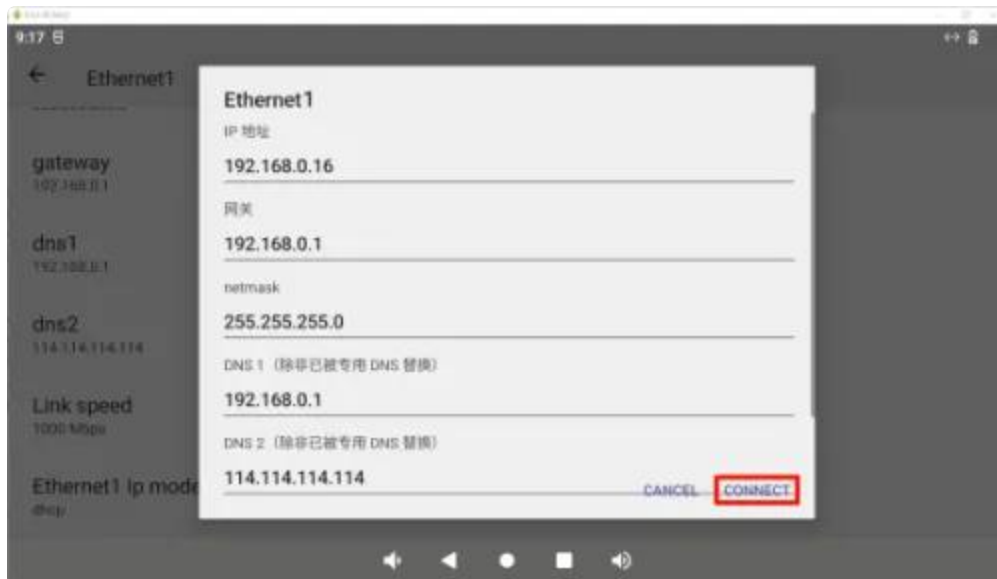 9:17
Ethernet1
gateway
192.168.0.1
dns1
192.168.0.1
dns2
114.114.114.114
Link speed
1000 Mbps
Ethernet1 Ip mode
dhcp
Ethernet1
IP 地址
192.168.0.16
网关
192.168.0.1
netmask
255.255.255.0
DNS 1（除非已被专用 DNS 替换）
192.168.0.1
DNS 2（除非已被专用 DNS 替换）
114.114.114.114
CANCEL CONNECT